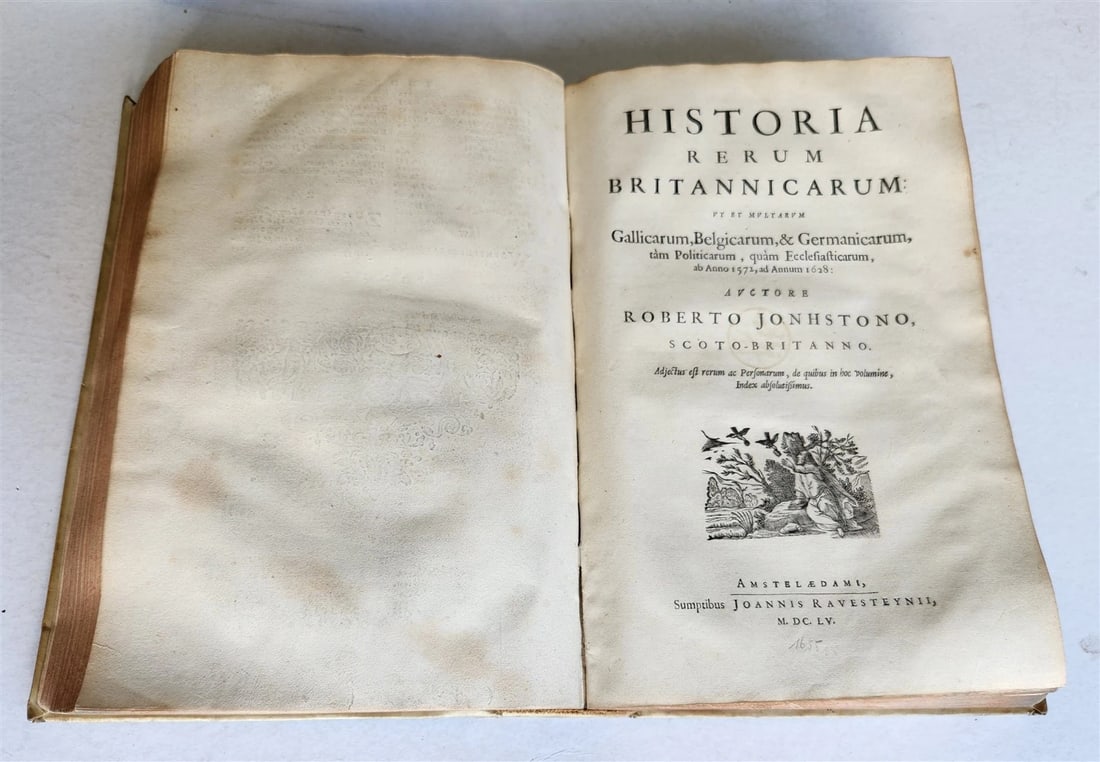 HISTORIA
RERUM
BRITANNICARUM:
VT ET MVLTARVM
Gallicarum, Belgicarum, & Germanicarum,
tàm Politicarum, quàm Ecclesiaſticarum,
ab Anno 1572, ad Annum 1628:
AVCTORE
ROBERTO JONHSTONO,
SCOTO-BRITANNO.
Adjectus eſt rerum ac Perſonarum, de quibus in hoc volumine,
Index abſolutiſſimus.
AMSTELÆDAMI,
Sumptibus JOANNIS RAVESTEYNII,
M. DC. LV.
1655